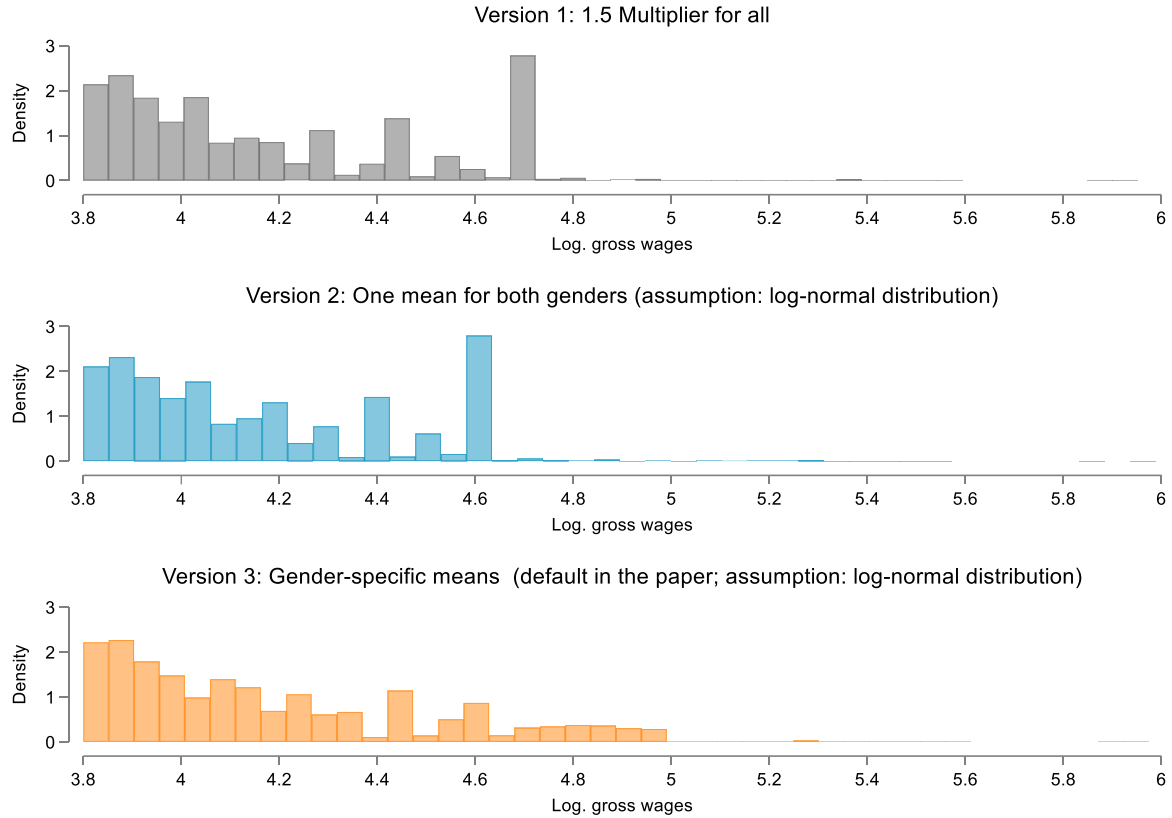 Version 1: 1.5 Multiplier for all
3
2
1
0
Density
3.8 4 4.2 4.4 4.6 4.8 5 5.2 5.4 5.6 5.8 6
Log. gross wages
Version 2: One mean for both genders (assumption: log-normal distribution)
3
2
1
0
Density
3.8 4 4.2 4.4 4.6 4.8 5 5.2 5.4 5.6 5.8 6
Log. gross wages
Version 3: Gender-specific means  (default in the paper; assumption: log-normal distribution)
3
2
1
0
Density
3.8 4 4.2 4.4 4.6 4.8 5 5.2 5.4 5.6 5.8 6
Log. gross wages